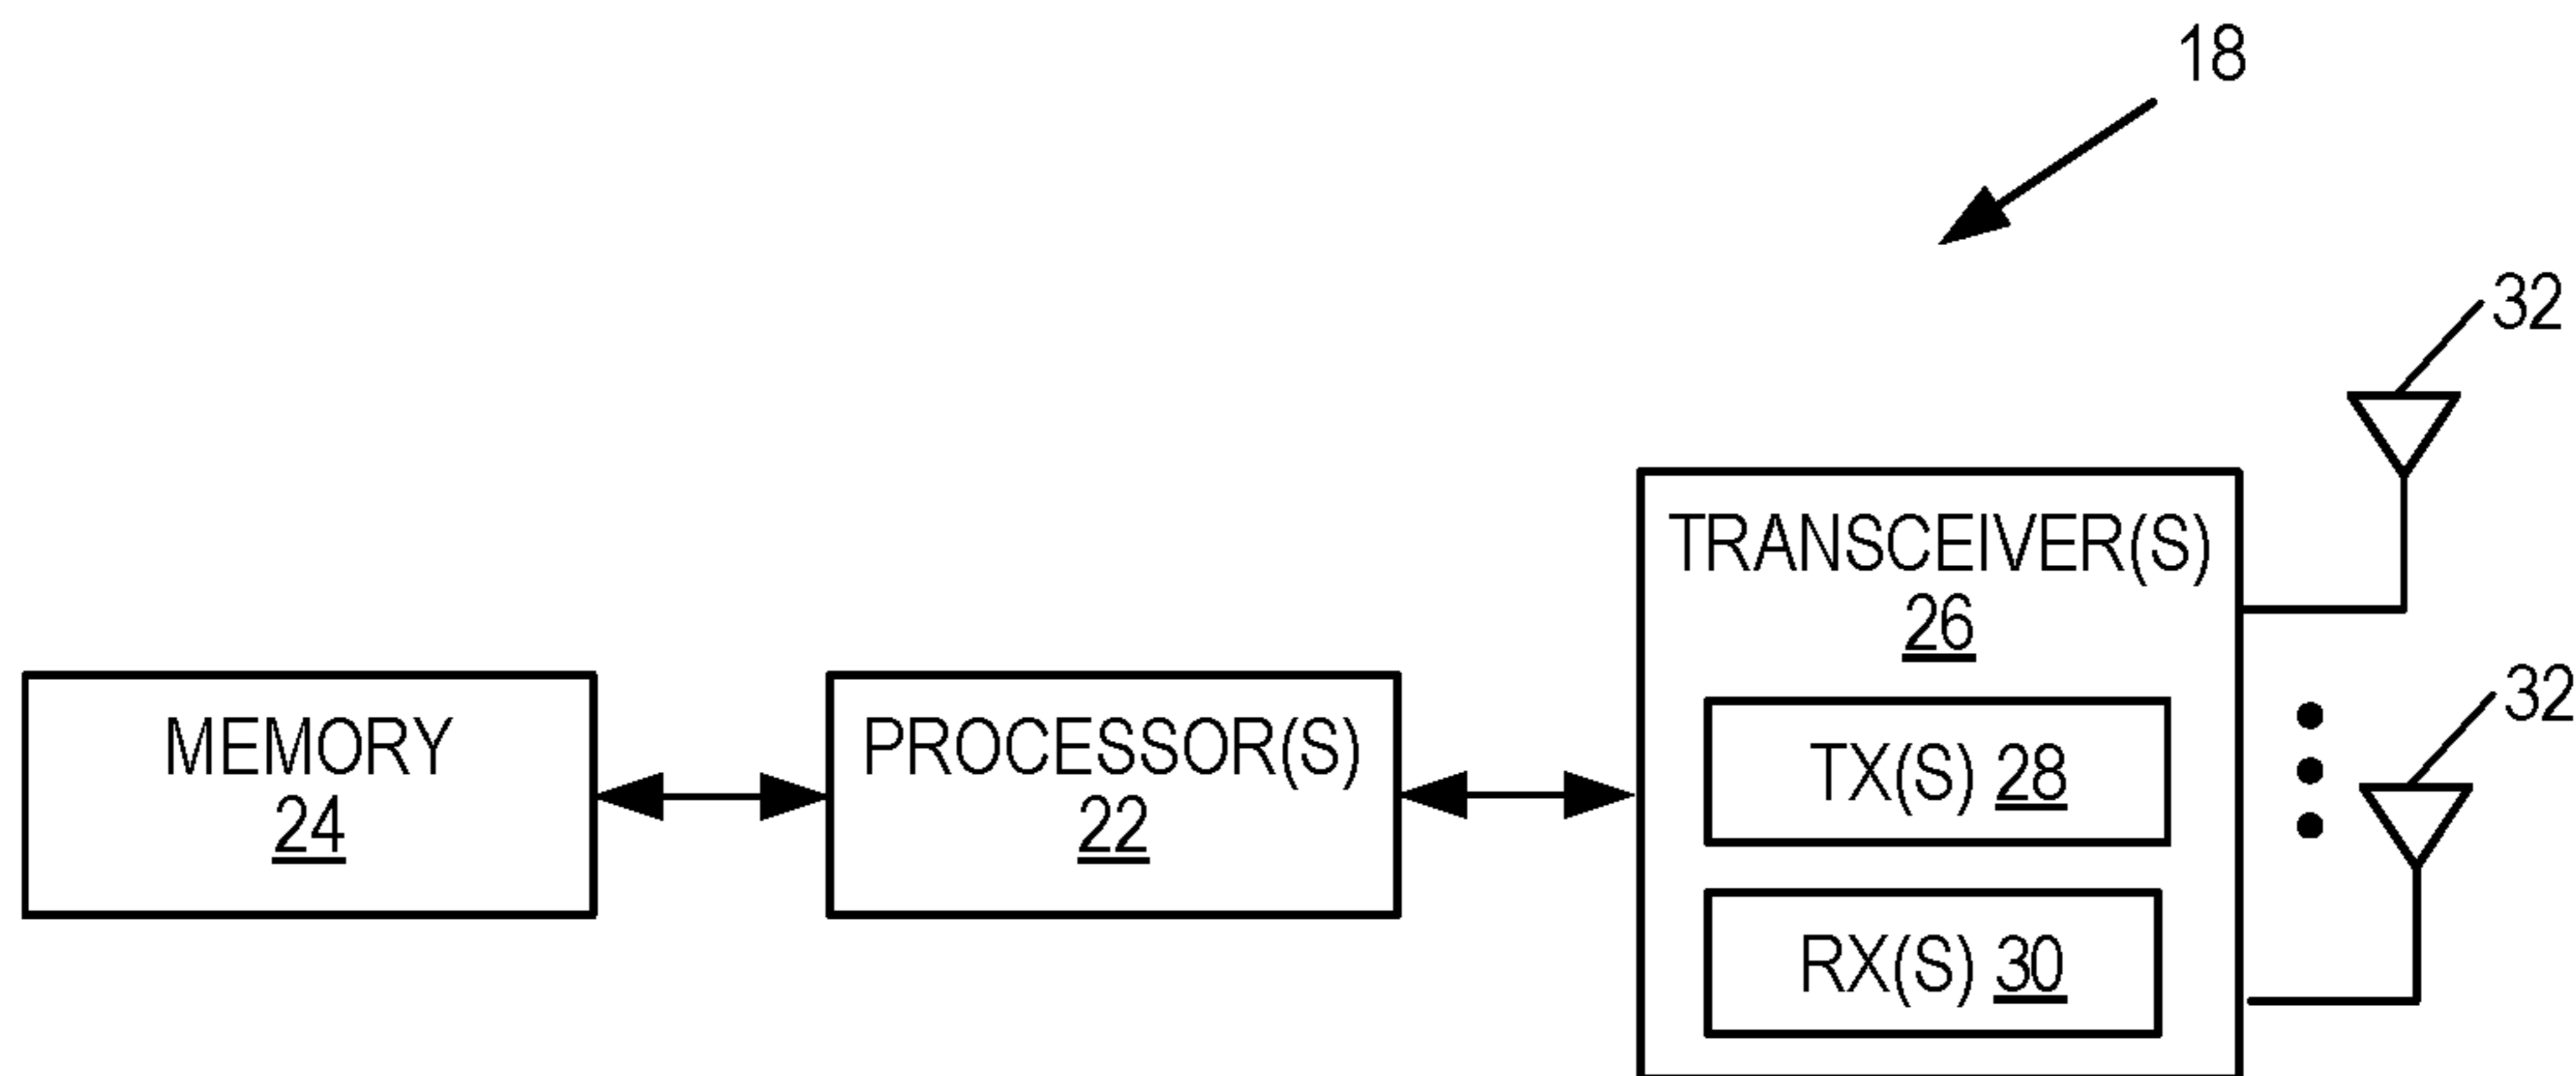 18
32
TRANSCEIVER(S)
26
32
MEMORY
24
PROCESSOR(S)
22
TX(S) 28
RX(S) 30